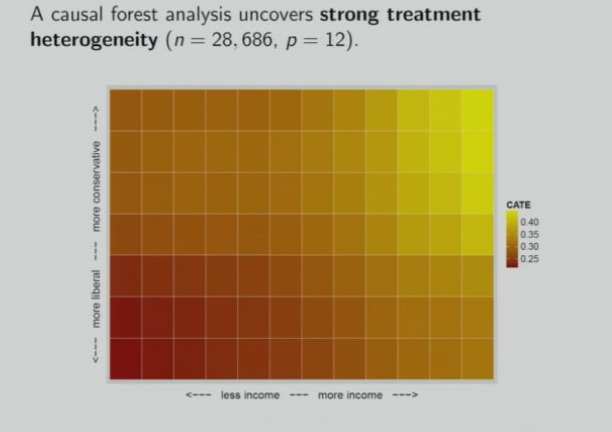 A causal forest analysis uncovers strong treatment
heterogeneity (n = 28, 686, p = 12).
<--- more liberal --- more conservative --->
CATE
0.40
0.35
0.30
0.25
<--- less income --- more income --->